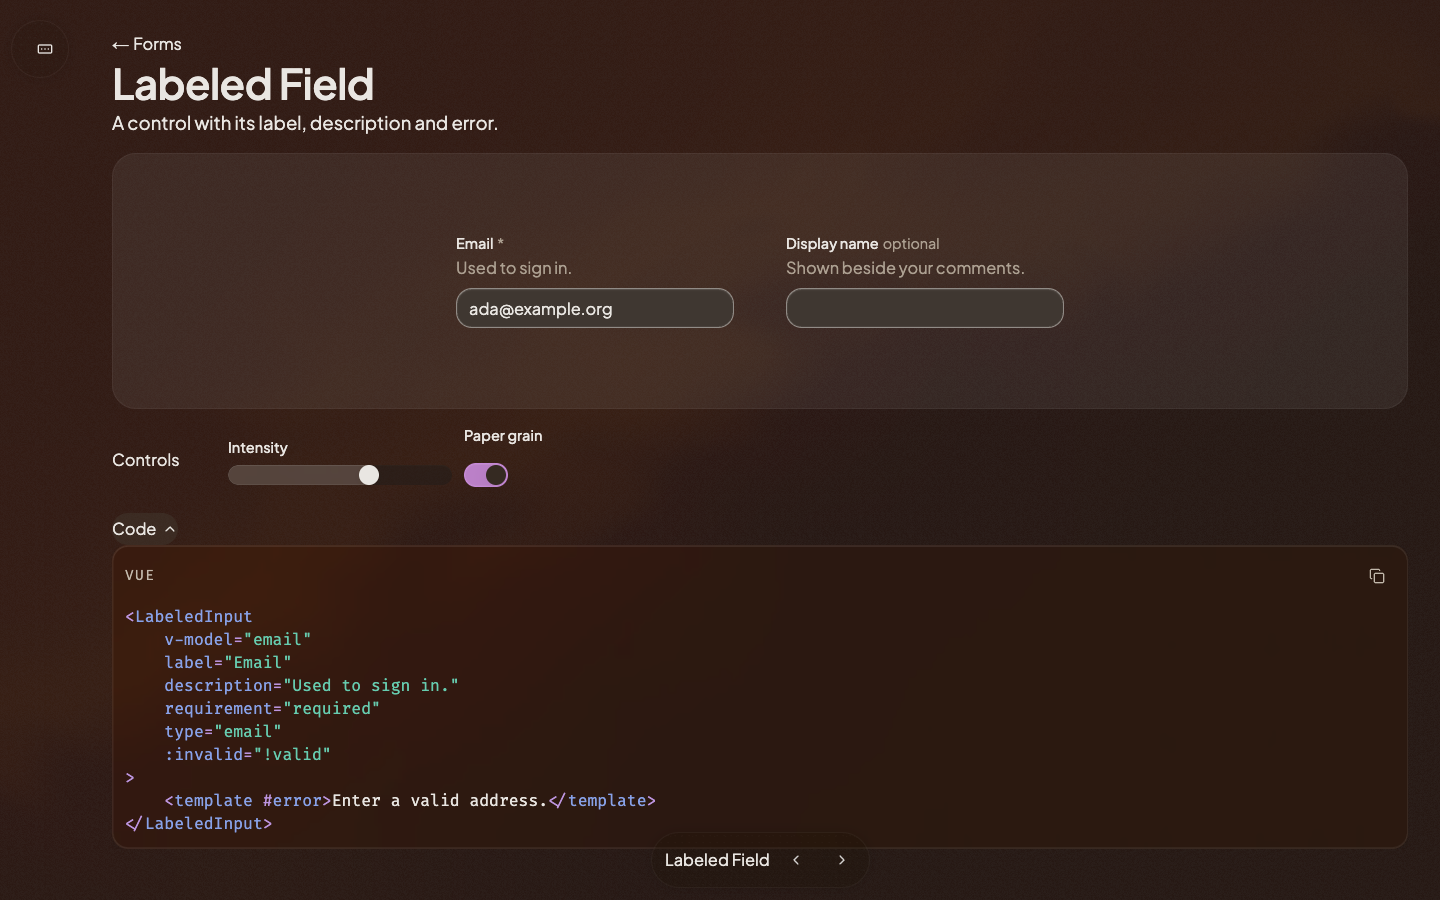 ← Forms
Labeled Field
A control with its label, description and error.
Email *
Used to sign in.
ada@example.org
Display name optional
Shown beside your comments.
Controls
Intensity
Paper grain
Code
VUE
<LabeledInput
    v-model="email"
    label="Email"
    description="Used to sign in."
    requirement="required"
    type="email"
    :invalid="!valid"
>
    <template #error>Enter a valid address.</template>
</LabeledInput>
Labeled Field